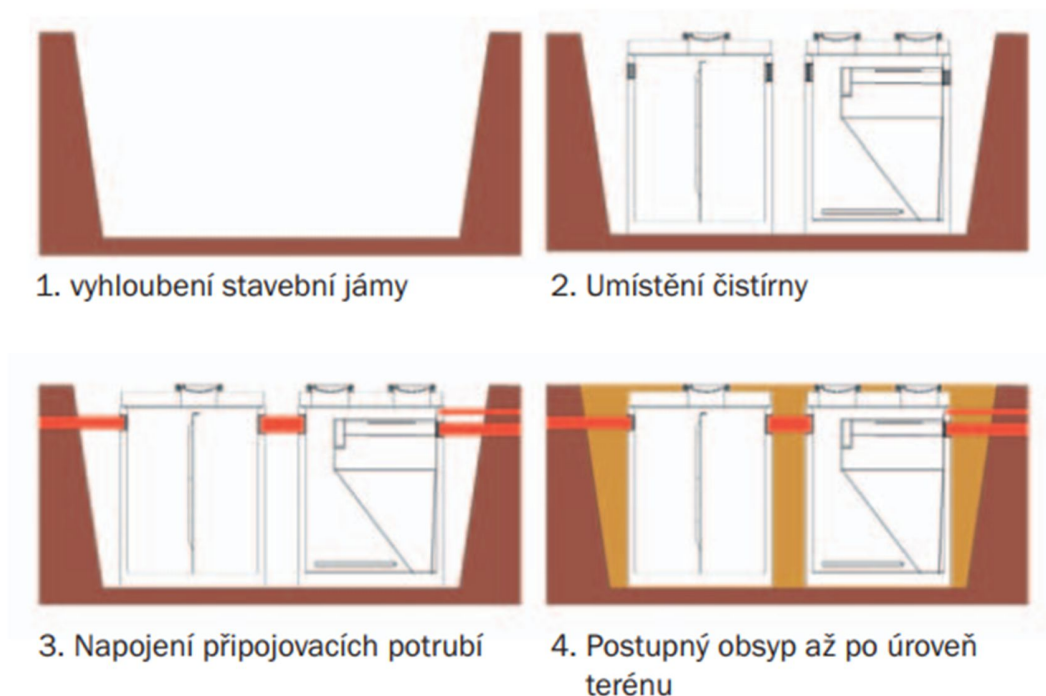 1. vyhloubení stavební jámy
2. Umístění čistírny
3. Napojení připojovacích potrubí
4. Postupný obsyp až po úroveň
terénu